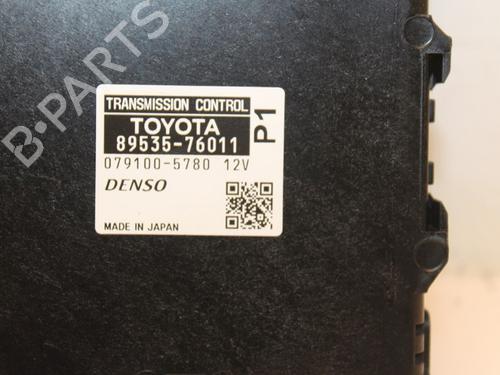 B-PARTS
TRANSMISSION CONTROL
TOYOTA
89535-76011
P1
079100-5780 12V
DENSO
MADE IN JAPAN